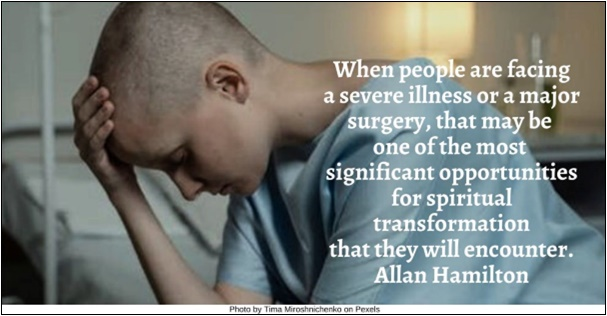 When people are facing
a severe illness or a major
surgery, that may be
one of the most
significant opportunities
for spiritual
transformation
that they will encounter.
Allan Hamilton
Photo by Tima Miroshnichenko on Pexels